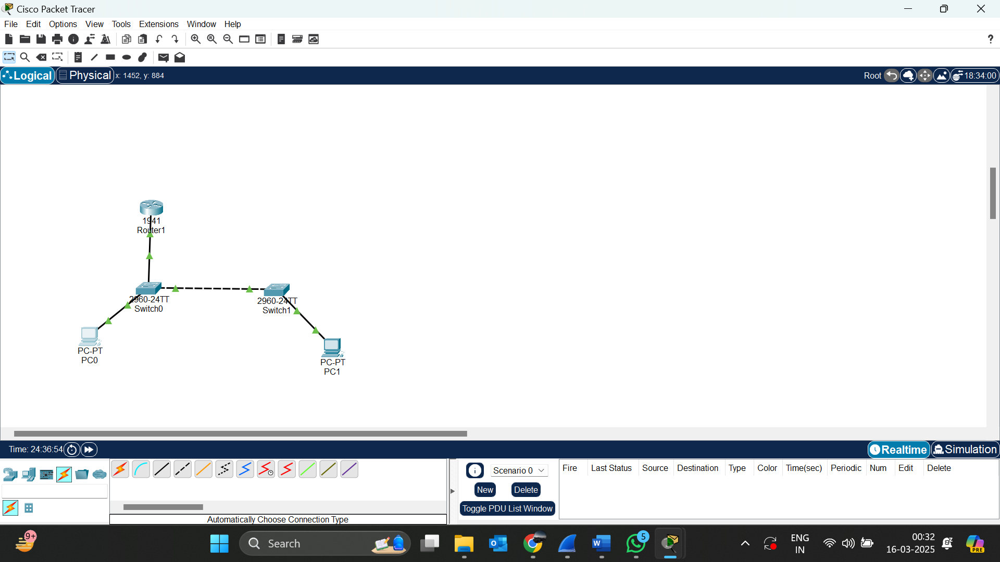 Cisco Packet Tracer
File Edit Options View Tools Extensions Window Help
Logical Physical x: 1452, y: 884 Root 18:34:00
1941
Router1
2960-24TT
Switch0
2960-24TT
Switch1
PC-PT
PC0
PC-PT
PC1
Time: 24:36:54 Realtime Simulation
Scenario 0
New Delete
Toggle PDU List Window
Fire Last Status Source Destination Type Color Time(sec) Periodic Num Edit Delete
Automatically Choose Connection Type
9+
Search
5
ENG
IN
00:32
16-03-2025
PRE